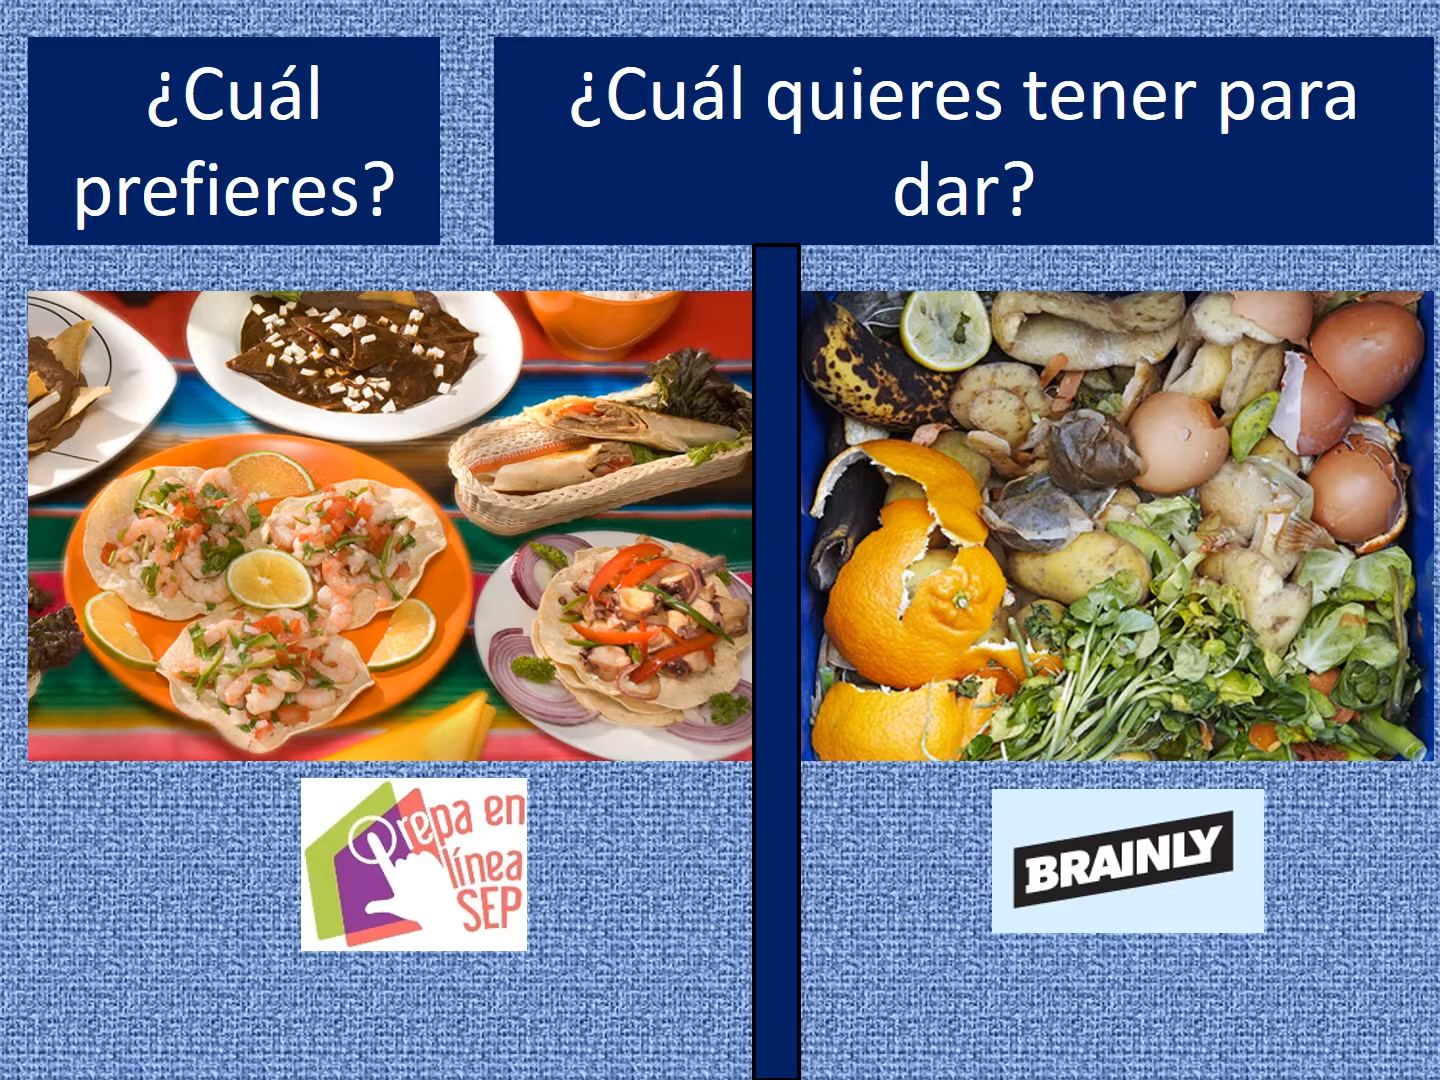 ¿Cuál
prefieres?
¿Cuál quieres tener para
dar?
Prepa en
línea
SEP
BRAINLY